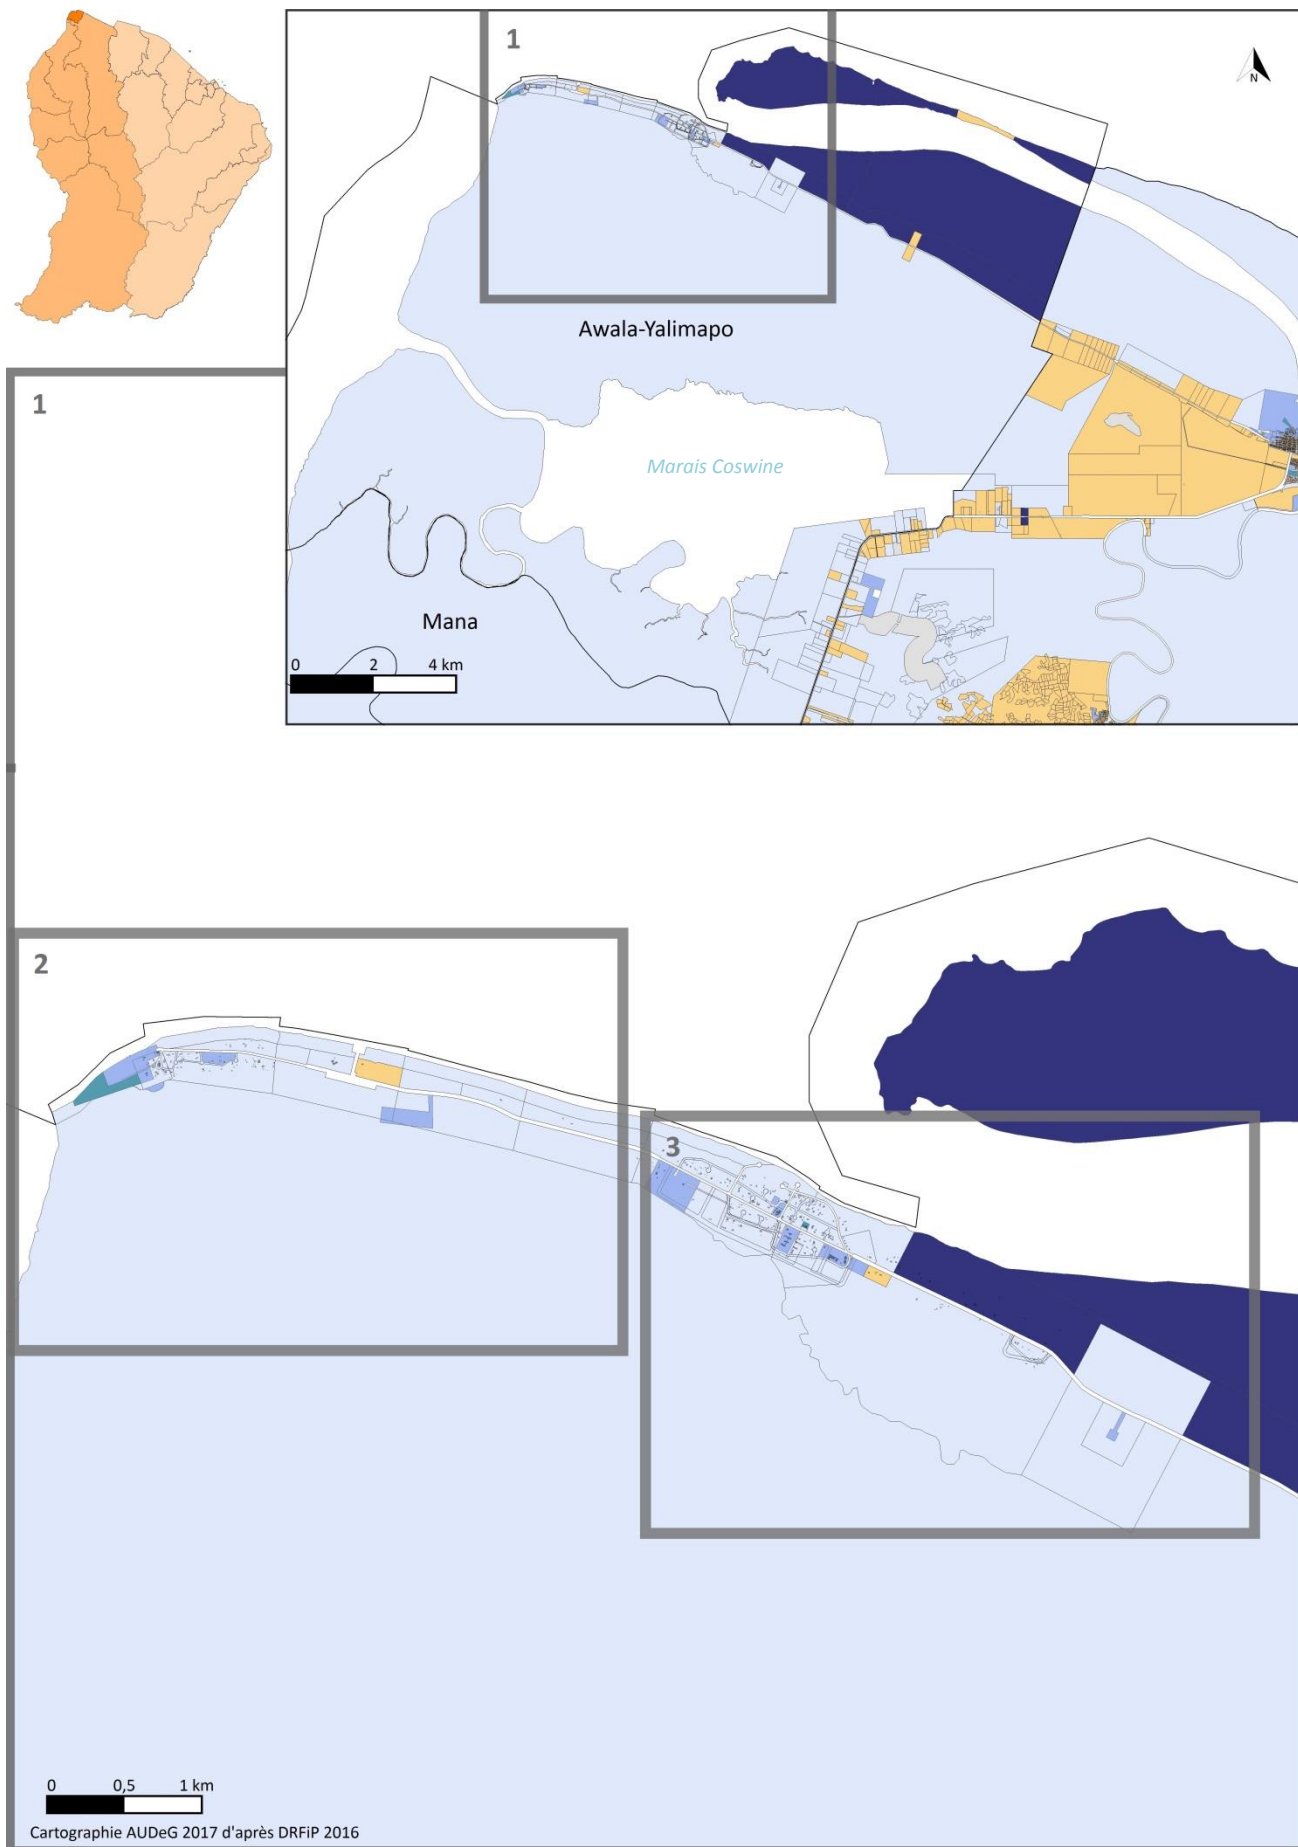 1
N
Awala-Yalimapo
Marais Coswine
Mana
0 2 4 km
1
2
3
0 0,5 1 km
Cartographie AUDeG 2017 d'après DRFiP 2016